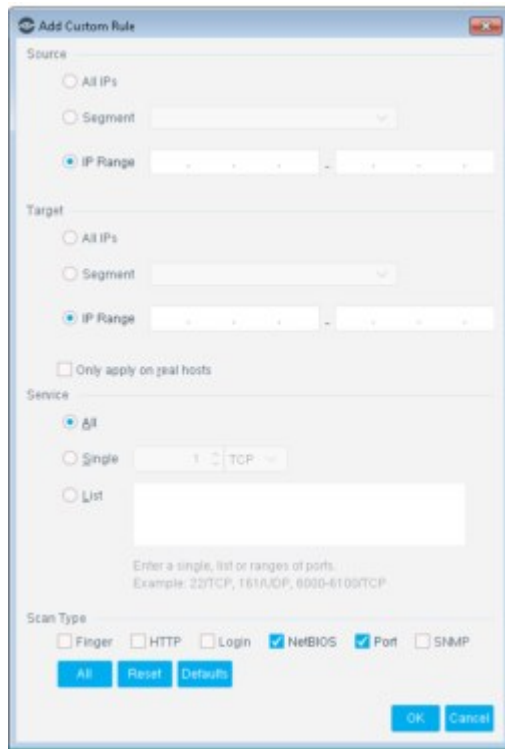 Add Custom Rule
Source
All IPs
Segment
IP Range . . . - . . .
Target
All IPs
Segment
IP Range . . . - . . .
Only apply on real hosts
Service
All
Single 1 TCP
List
Enter a single, list or ranges of ports.
Example: 22/TCP, 161/UDP, 6000-6100/TCP
Scan Type
Finger HTTP Login NetBIOS Port SNMP
All Reset Defaults
OK Cancel